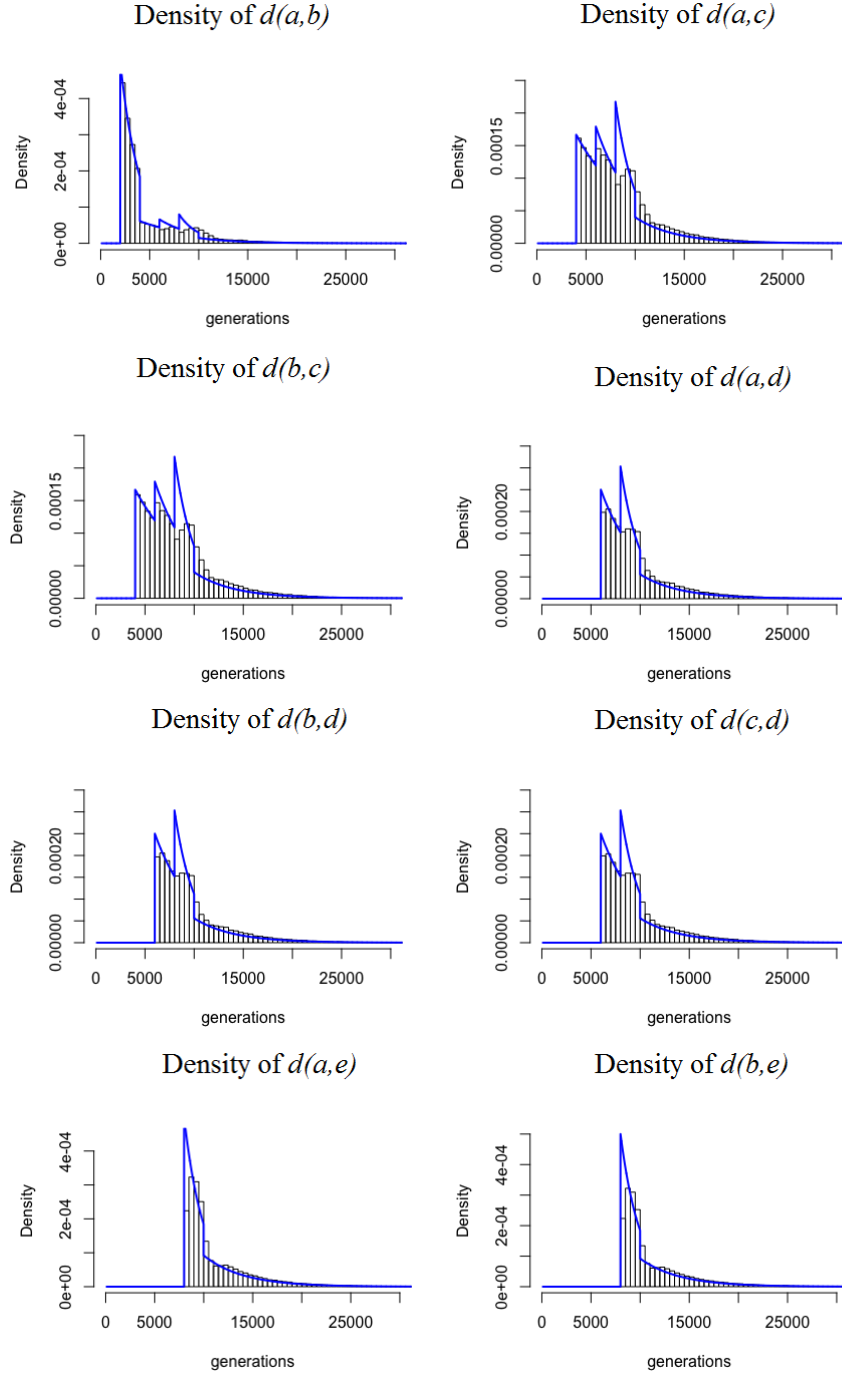 Density of d(a,b)
Density of d(a,c)
Density
0e+00 2e-04 4e-04
0 5000 15000 25000
generations
Density
0.00000 0.00015
0 5000 15000 25000
generations
Density of d(b,c)
Density of d(a,d)
Density
0.00000 0.00015
0 5000 15000 25000
generations
Density
0.00000 0.00020
0 5000 15000 25000
generations
Density of d(b,d)
Density of d(c,d)
Density
0.00000 0.00020
0 5000 15000 25000
generations
Density
0.00000 0.00020
0 5000 15000 25000
generations
Density of d(a,e)
Density of d(b,e)
Density
0e+00 2e-04 4e-04
0 5000 15000 25000
generations
Density
0e+00 2e-04 4e-04
0 5000 15000 25000
generations